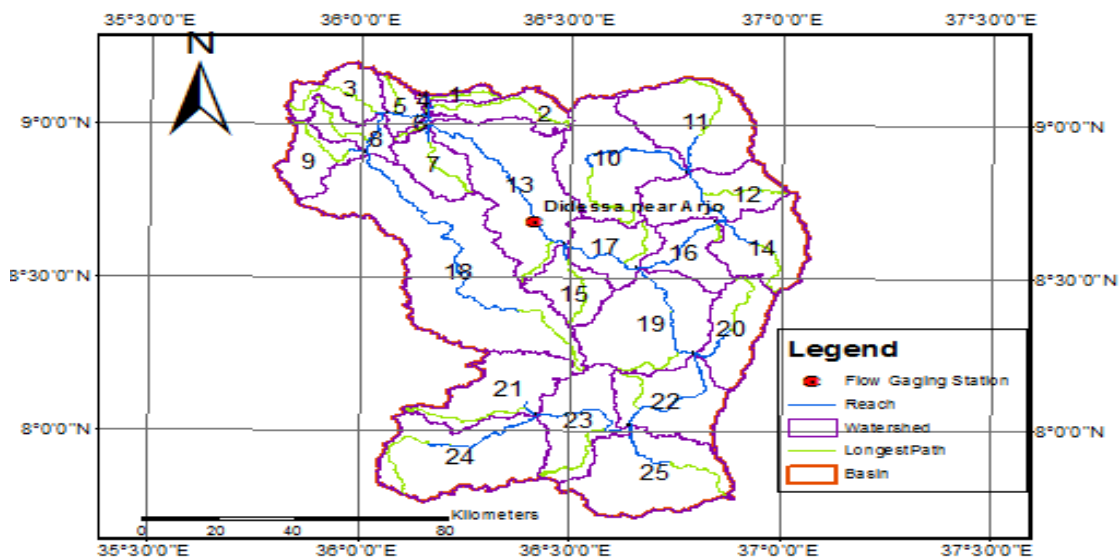 35°30'0"E 36°0'0"E 36°30'0"E 37°0'0"E 37°30'0"E
N
3
5
4
1
2
11
9°0'0"N
9°0'0"N
6
8
9
7
10
13
12
Didessa near Arjo
17
16
14
18
8°30'0"N
8°30'0"N
15
19
20
Legend
Flow Gaging Station
Reach
Watershed
LongestPath
Basin
21
22
23
8°0'0"N
8°0'0"N
24
25
Kilometers
0 20 40 80
35°30'0"E 36°0'0"E 36°30'0"E 37°0'0"E 37°30'0"E